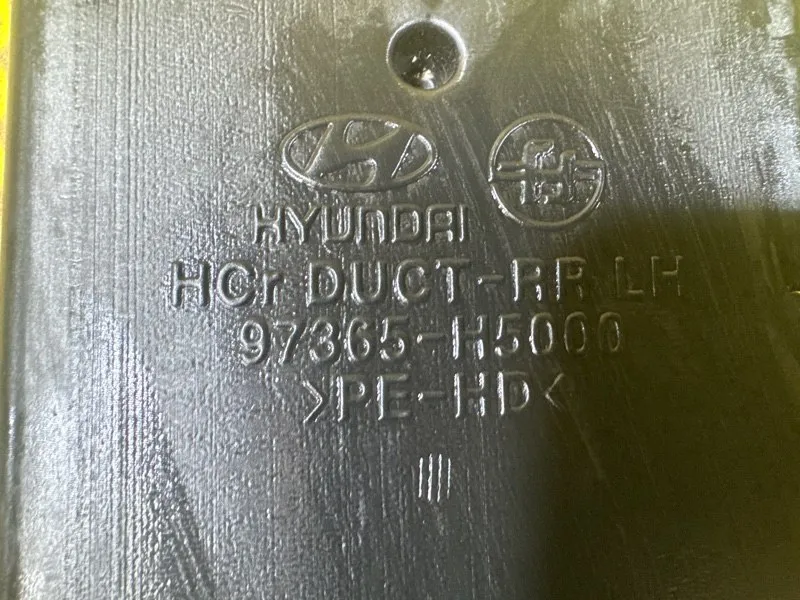 HYUNDAI
HCr DUCT-RR LH
97365-H5000
>PE-HD<